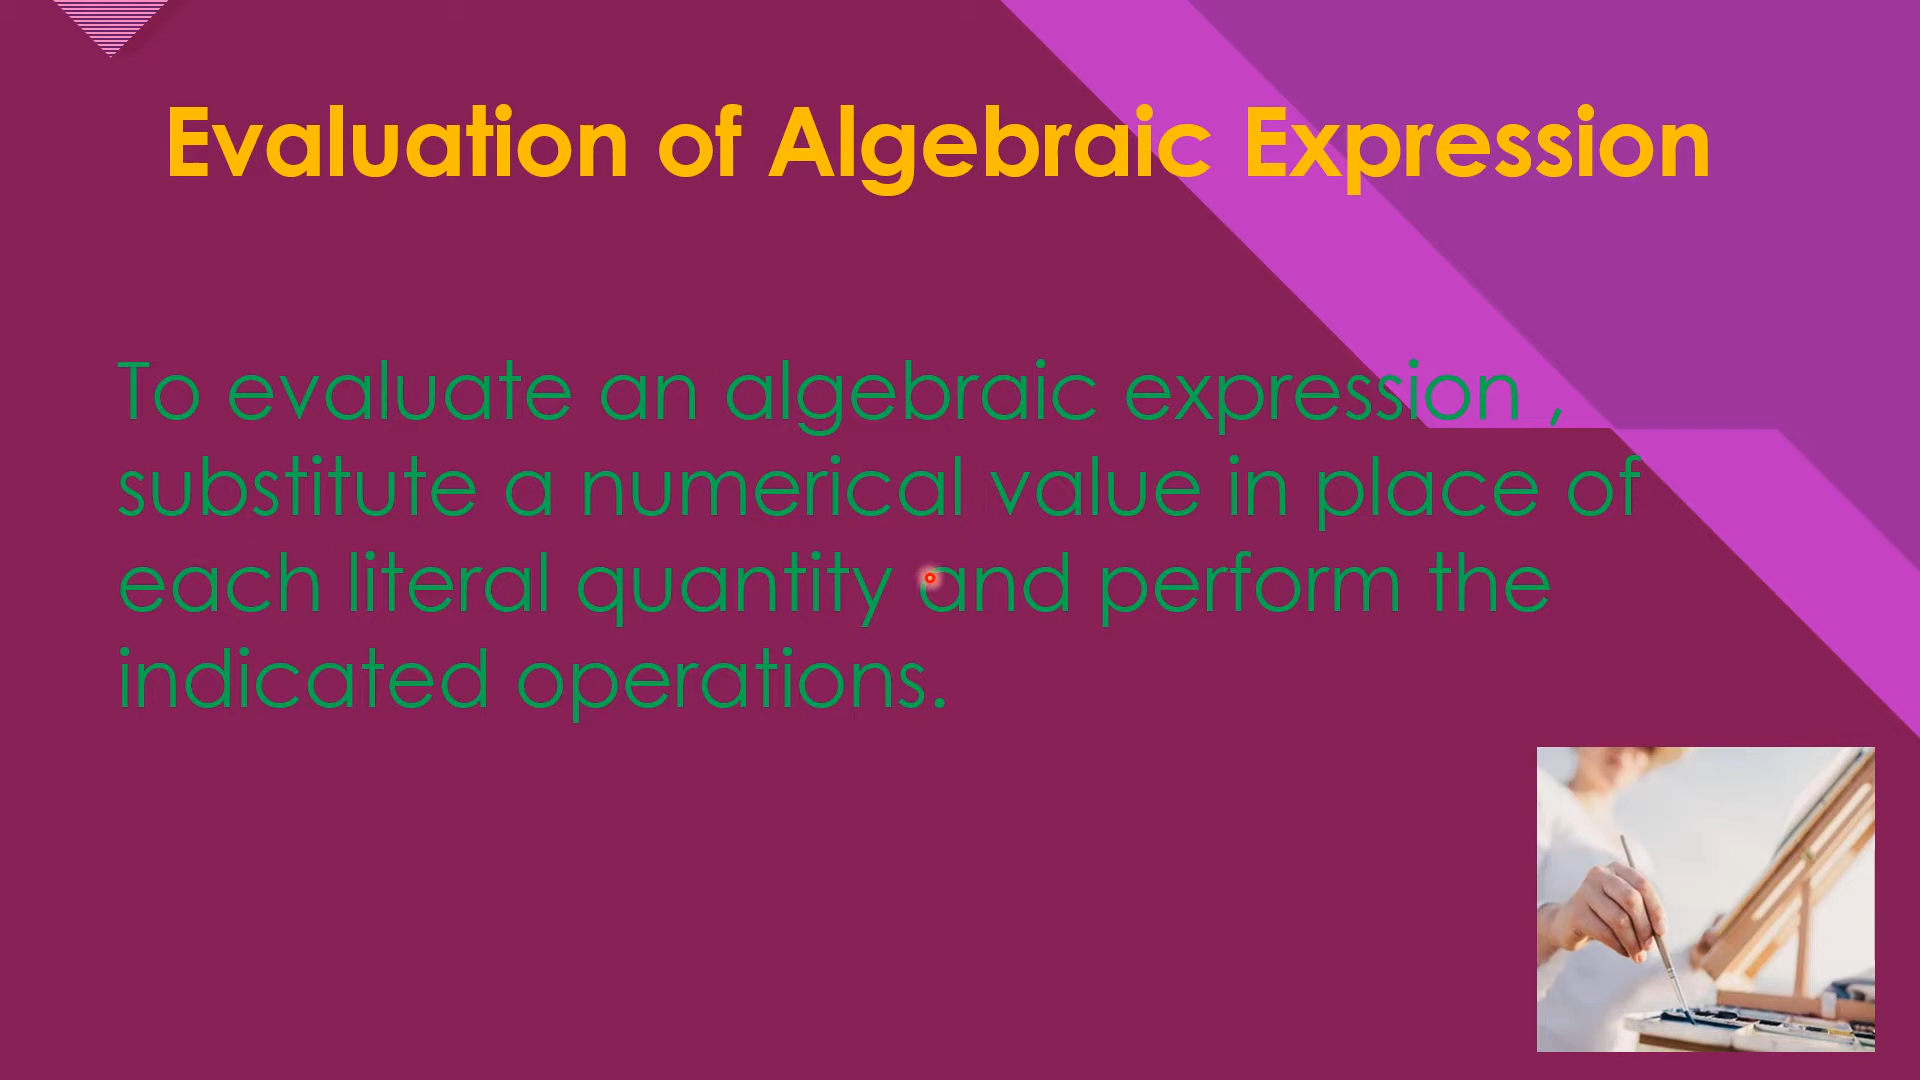 Evaluation of Algebraic Expression
To evaluate an algebraic expression ,
substitute a numerical value in place of
each literal quantity and perform the
indicated operations.